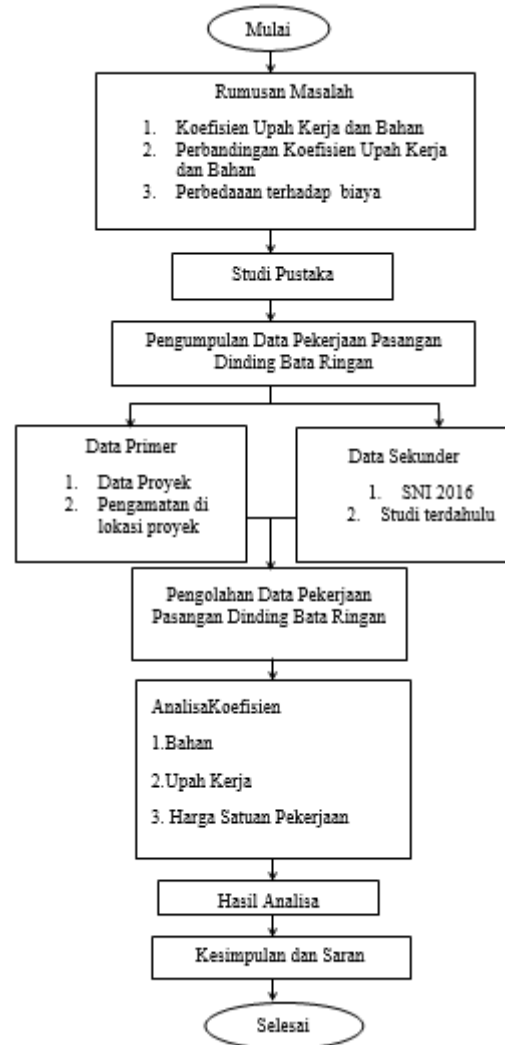 Mulai
Rumusan Masalah
1. Koefisien Upah Kerja dan Bahan
2. Perbandingan Koefisien Upah Kerja
dan Bahan
3. Perbedaaan terhadap biaya
Studi Pustaka
Pengumpulan Data Pekerjaan Pasangan
Dinding Bata Ringan
Data Primer
1. Data Proyek
2. Pengamatan di
lokasi proyek
Data Sekunder
1. SNI 2016
2. Studi terdahulu
Pengolahan Data Pekerjaan
Pasangan Dinding Bata Ringan
AnalisaKoefisien
1.Bahan
2.Upah Kerja
3. Harga Satuan Pekerjaan
Hasil Analisa
Kesimpulan dan Saran
Selesai